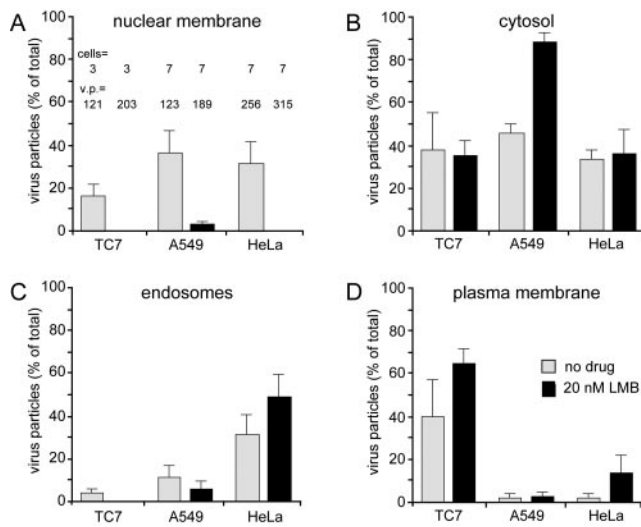 A
nuclear membrane
virus particles (% of total)
100
80
60
40
20
0
cells=
3 3 7 7 7 7
v.p.=
121 203 123 189 256 315
TC7 A549 HeLa
B
cytosol
virus particles (% of total)
100
80
60
40
20
0
TC7 A549 HeLa
C
endosomes
virus particles (% of total)
100
80
60
40
20
0
TC7 A549 HeLa
D
plasma membrane
virus particles (% of total)
100
80
60
40
20
0
no drug
20 nM LMB
TC7 A549 HeLa